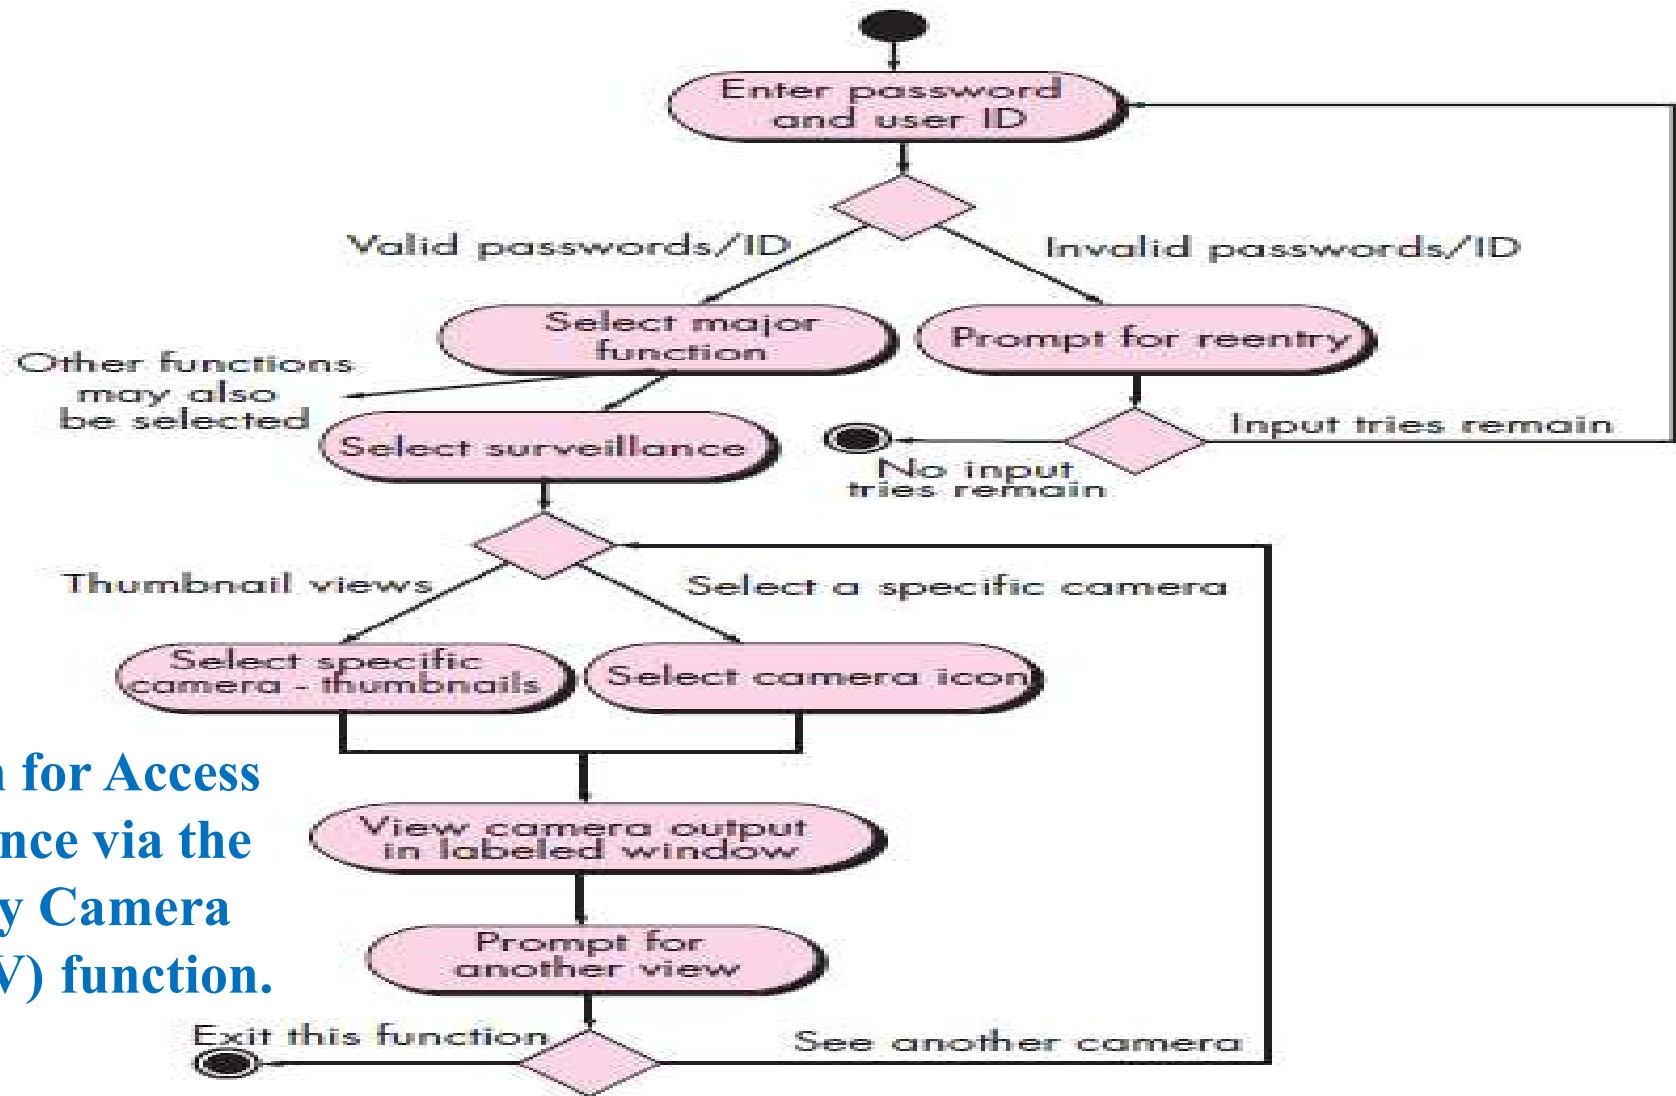 Enter password
and user ID
Valid passwords/ID
Invalid passwords/ID
Select major
function
Prompt for reentry
Other functions
may also
be selected
Select surveillance
Input tries remain
No input
tries remain
Thumbnail views
Select a specific camera
Select specific
camera - thumbnails
Select camera icon
for Access
via the
Camera
function.
View camera output
in labeled window
Prompt for
another view
Exit this function
See another camera